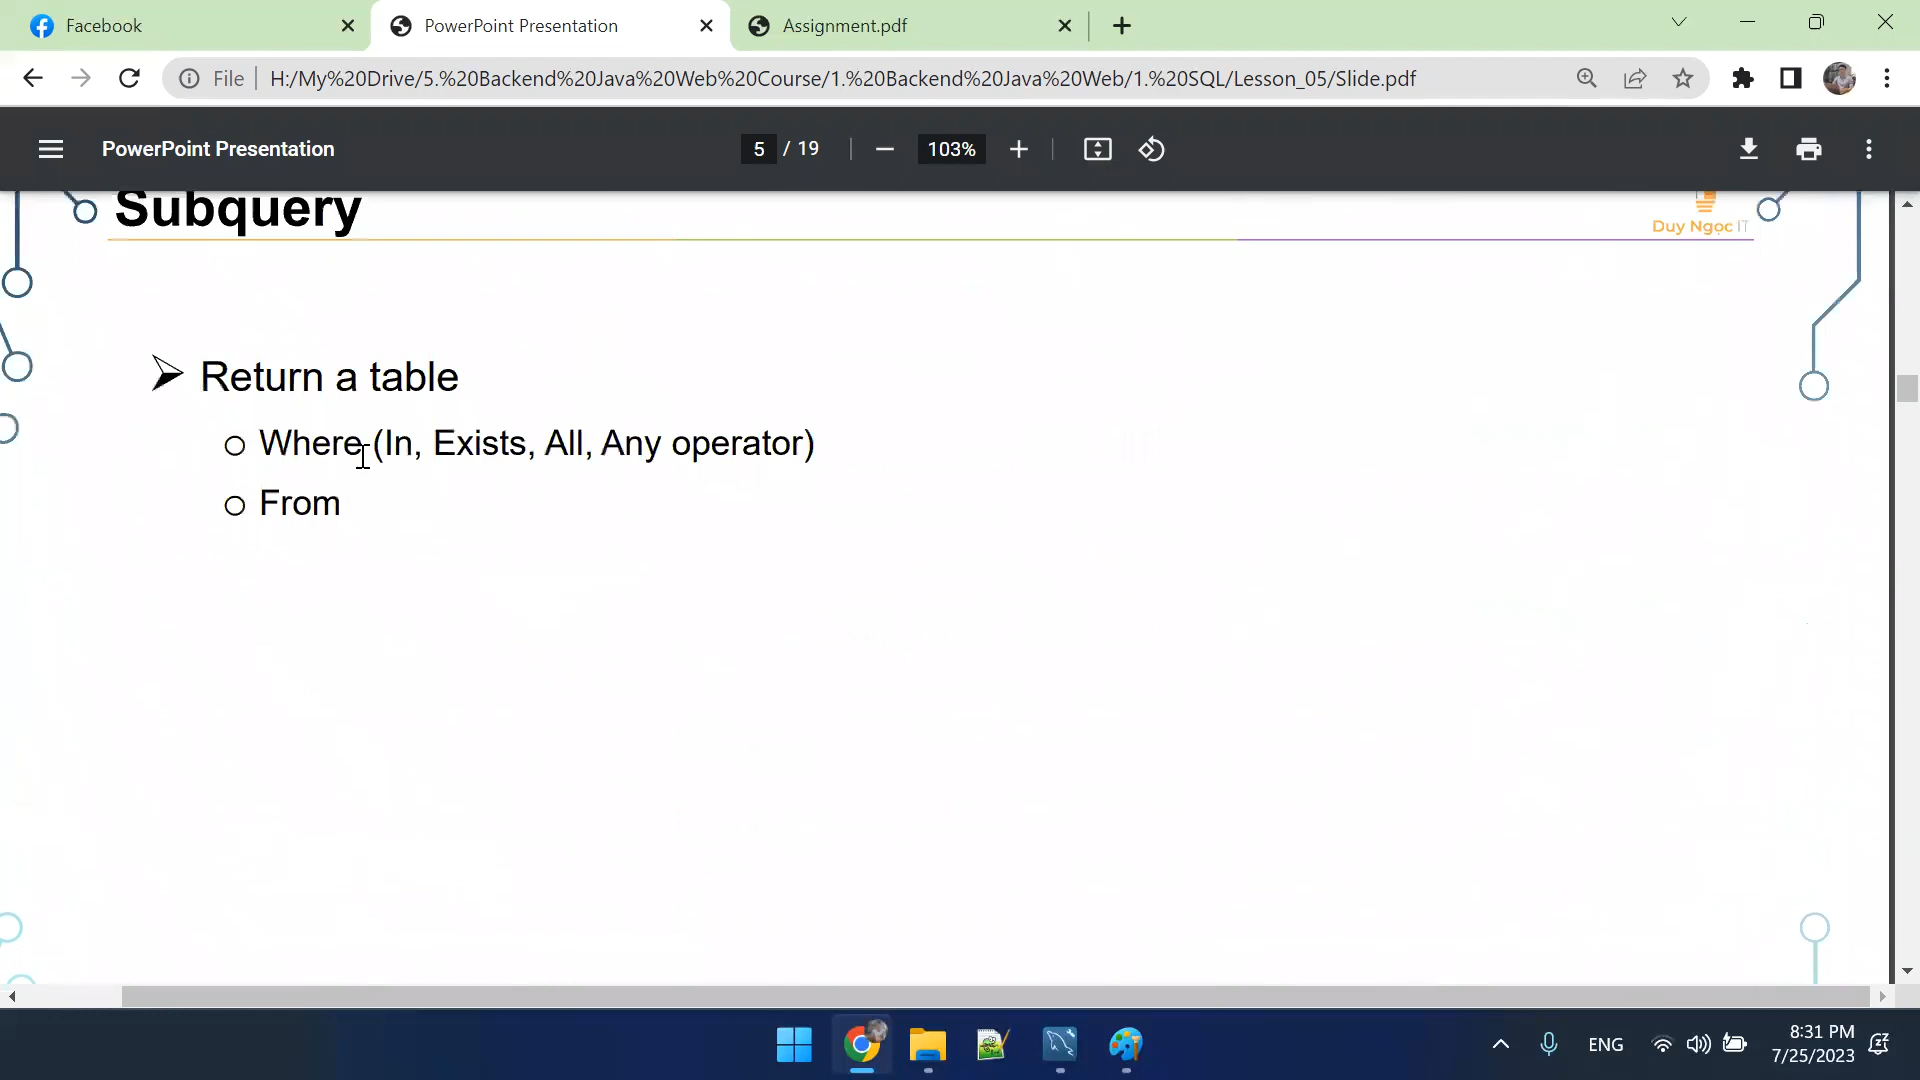 Facebook
PowerPoint Presentation
Assignment.pdf
File
H:/My%20Drive/5.%20Backend%20Java%20Web%20Course/1.%20Backend%20Java%20Web/1.%20SQL/Lesson_05/Slide.pdf
PowerPoint Presentation
5 / 19
103%
Subquery
Duy Ngọc IT
Return a table
Where (In, Exists, All, Any operator)
From
ENG
8:31 PM
7/25/2023